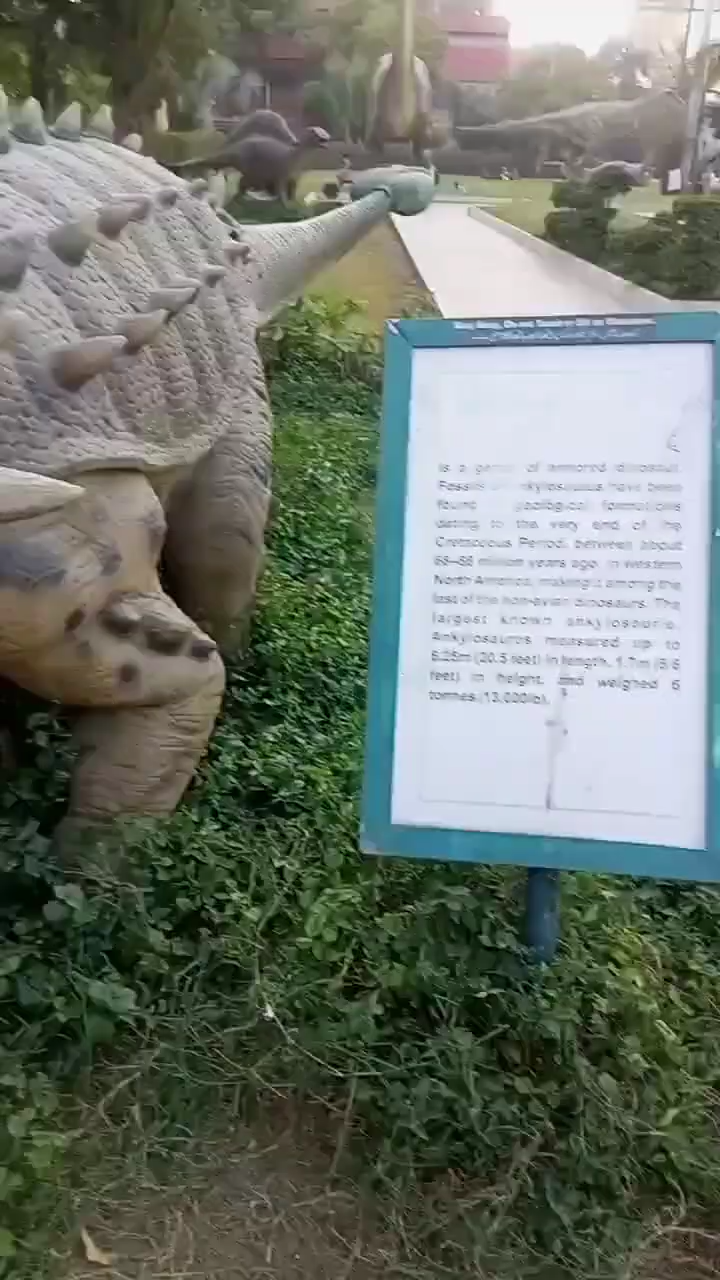 is a genus of armored dinosaur.
Fossils of Ankylosaurus have been
found geological formations
dating to the very end of the
Cretaceous Period, between about
68–66 million years ago, in western
North America, making it among the
last of the non-avian dinosaurs. The
largest known ankylosaurid,
Ankylosaurus measured up to
6.25m (20.5 feet) in length, 1.7m (5.6
feet) in height, and weighed 6
tonnes (13,000lb).